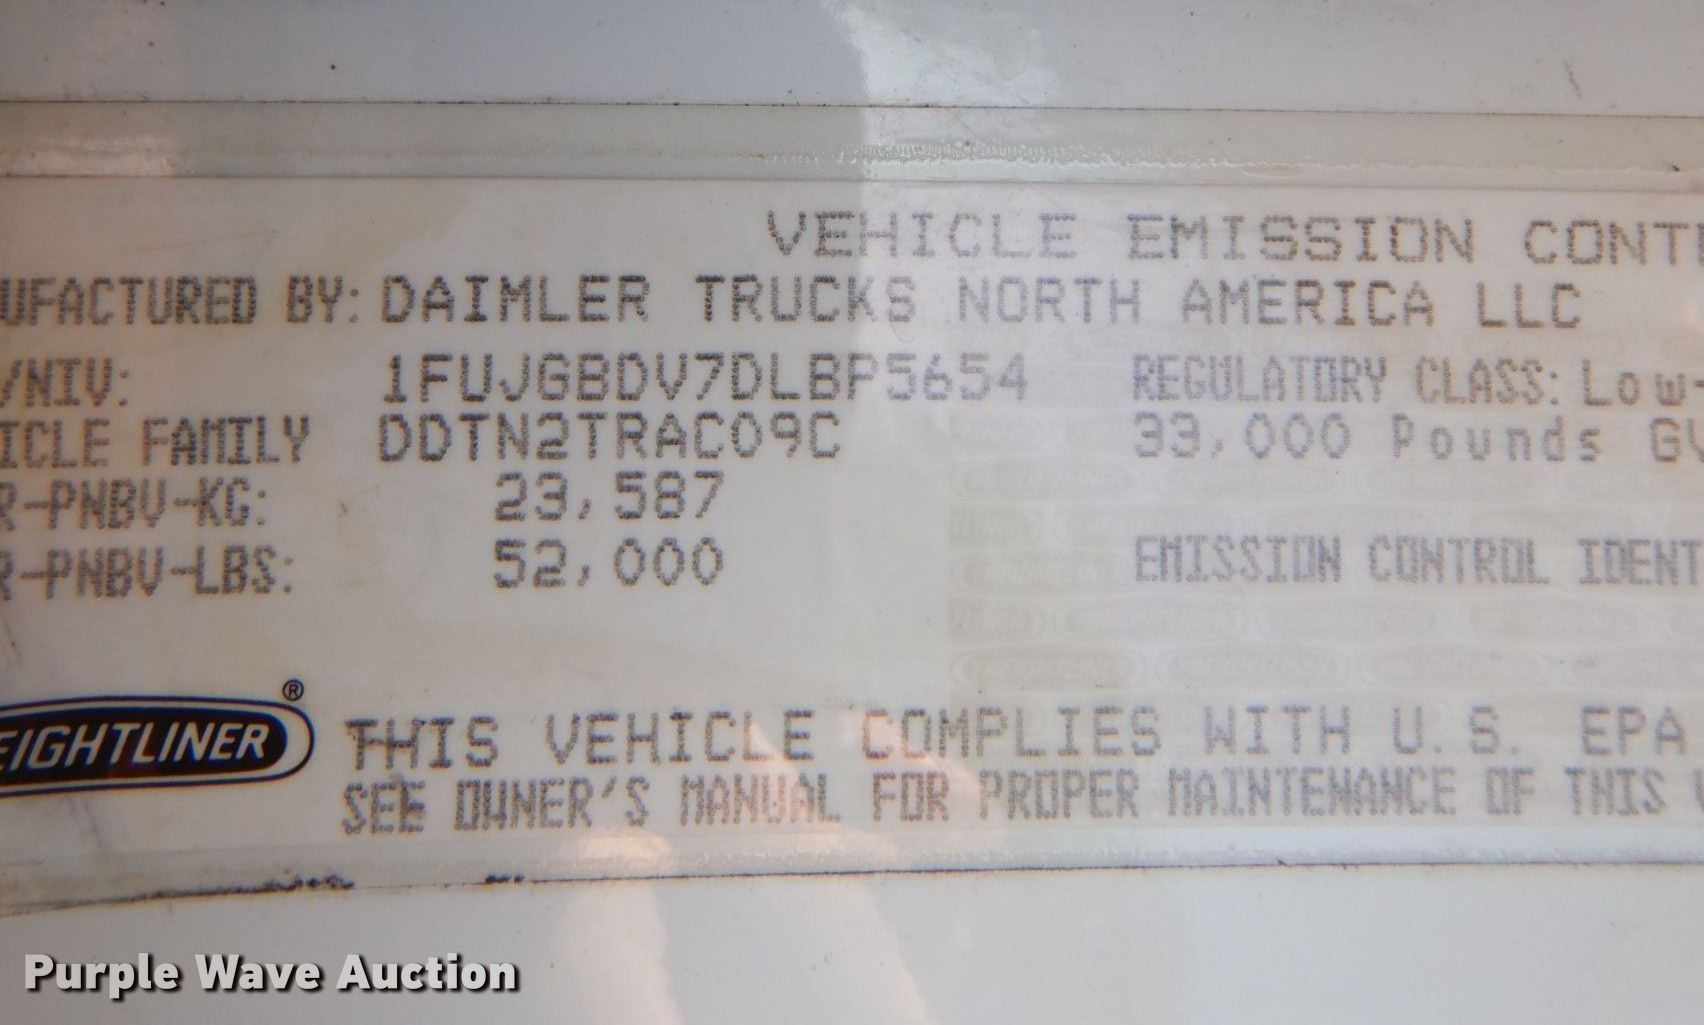 VEHICLE EMISSION CONT
UFACTURED BY: DAIMLER TRUCKS NORTH AMERICA LLC
/NIV: 1FUJGBDV7DLBP5654 REGULATORY CLASS: Low-
ICLE FAMILY DDTN2TRAC09C 33,000 Pounds GV
R-PNBV-KG: 23,587
R-PNBV-LBS: 52,000 EMISSION CONTROL IDENT
EIGHTLINER ®
THIS VEHICLE COMPLIES WITH U.S. EPA
SEE OWNER'S MANUAL FOR PROPER MAINTENANCE OF THIS
Purple Wave Auction